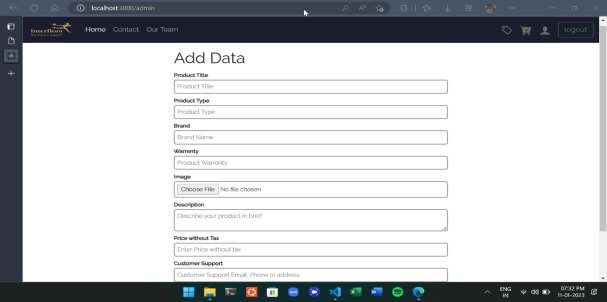 localhost:3000/admin
Home
Contact
Our Team
logout
Add Data
Product Title
Product Title
Product Type
Product Type
Brand
Brand Name
Warrenty
Product Warrenty
Image
Choose File No file chosen
Description
Describe your product in brief
Price without Tax
Enter Price without tax
Customer Support
Customer Support Email, Phone or address
ENG
IN
07:32 PM
11-01-2023